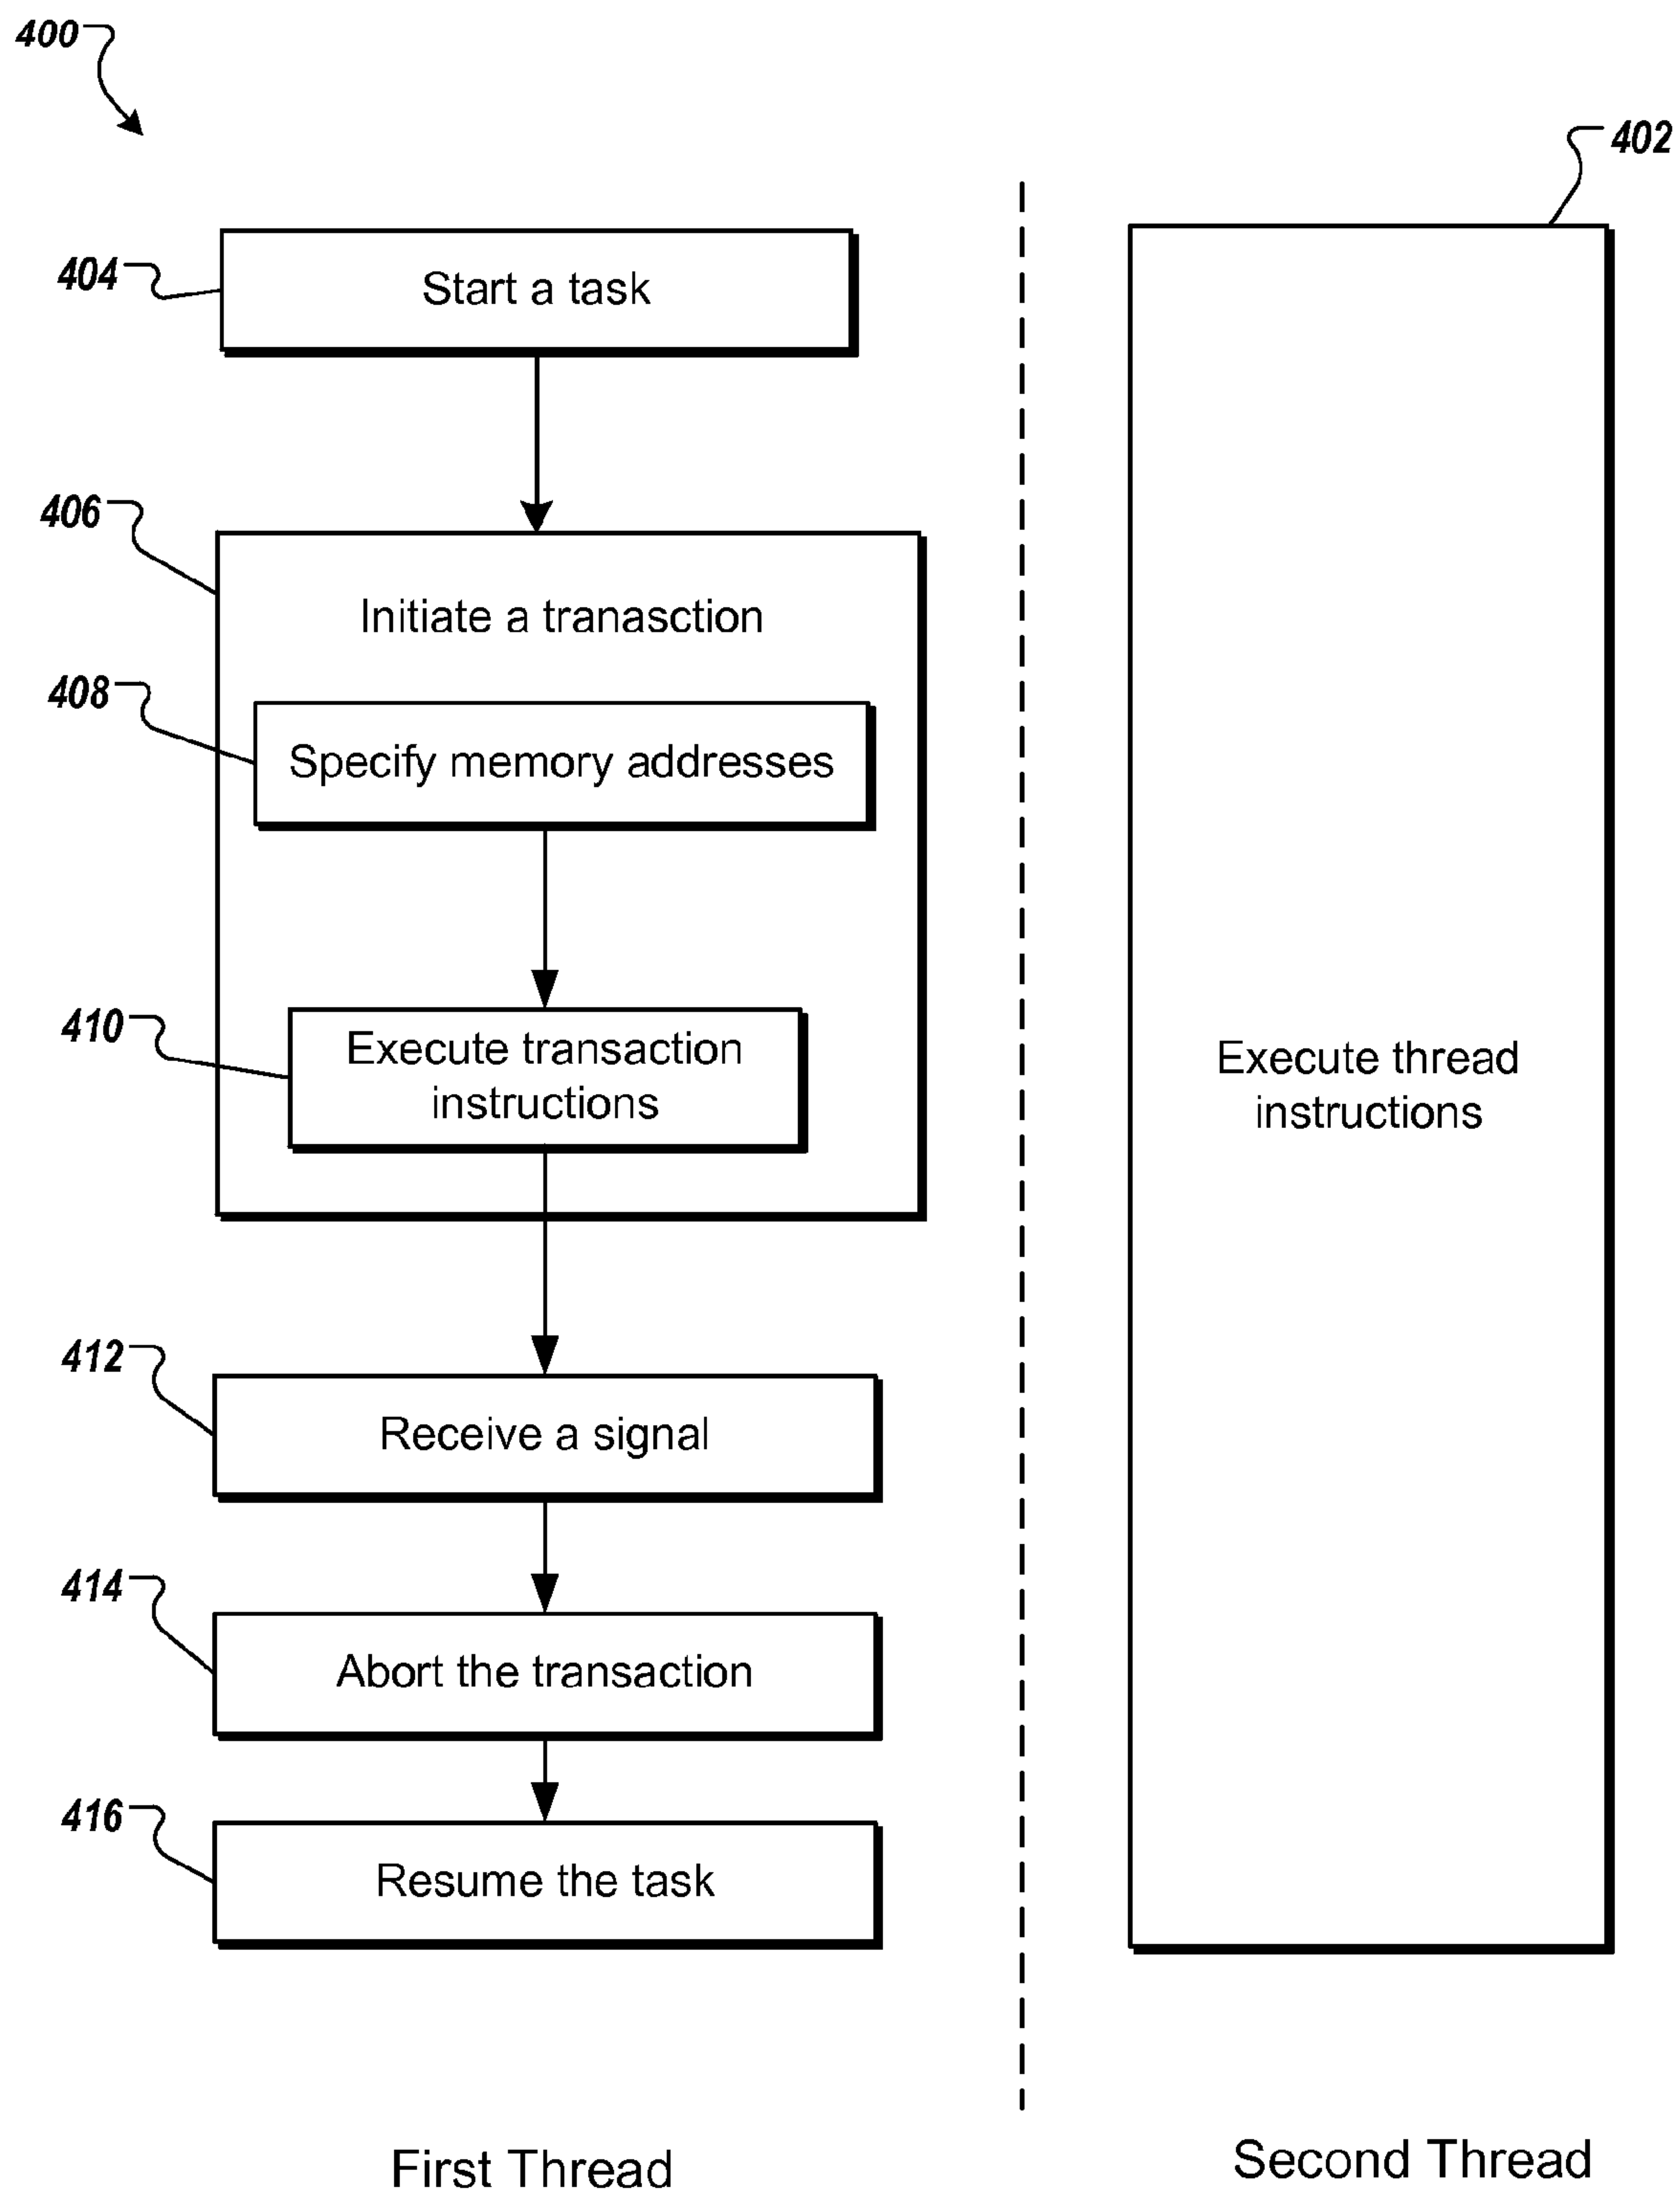 400
402
404
Start a task
406
Initiate a tranasction
408
Specify memory addresses
410
Execute transaction
instructions
Execute thread
instructions
412
Receive a signal
414
Abort the transaction
416
Resume the task
First Thread
Second Thread